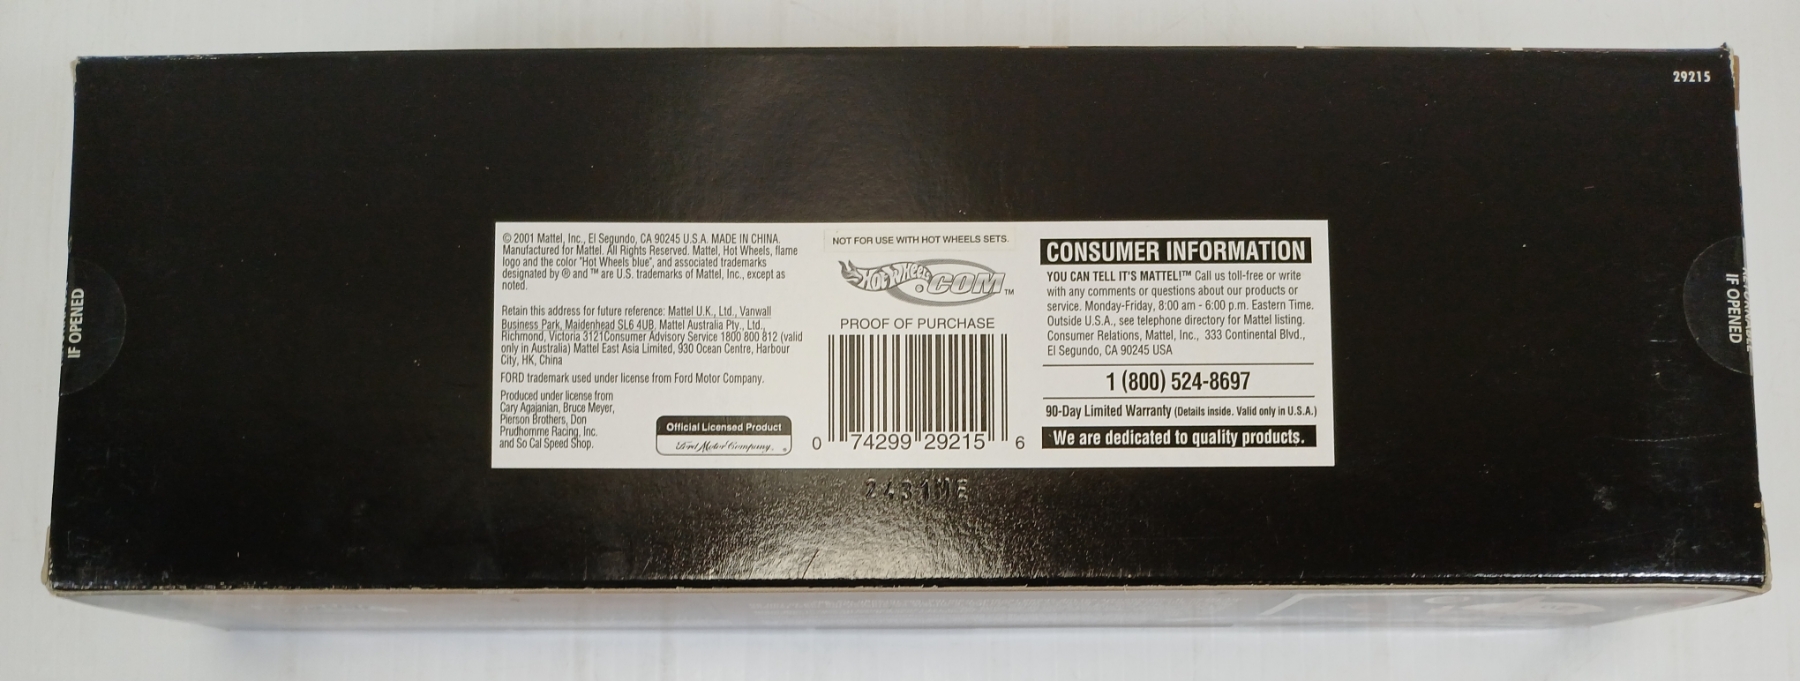 29215
© 2001 Mattel, Inc., El Segundo, CA 90245 U.S.A. MADE IN CHINA.
Manufactured for Mattel. All Rights Reserved. Mattel, Hot Wheels, flame
logo and the color "Hot Wheels blue", and associated trademarks
designated by ® and ™ are U.S. trademarks of Mattel, Inc., except as
noted.
Retain this address for future reference: Mattel U.K., Ltd., Vanwall
Business Park, Maidenhead SL6 4UB. Mattel Australia Pty., Ltd.,
Richmond, Victoria 3121Consumer Advisory Service 1800 800 812 (valid
only in Australia) Mattel East Asia Limited, 930 Ocean Centre, Harbour
City, HK, China
FORD trademark used under license from Ford Motor Company.
Produced under license from
Cary Agajanian, Bruce Meyer,
Pierson Brothers, Don
Prudhomme Racing, Inc.
and So Cal Speed Shop.
Official Licensed Product
Ford Motor Company.
NOT FOR USE WITH HOT WHEELS SETS.
HOT WHEELS.COM™
PROOF OF PURCHASE
0 74299 29215 6
CONSUMER INFORMATION
YOU CAN TELL IT'S MATTEL!™ Call us toll-free or write
with any comments or questions about our products or
service. Monday-Friday, 8:00 am - 6:00 p.m. Eastern Time.
Outside U.S.A., see telephone directory for Mattel listing.
Consumer Relations, Mattel, Inc., 333 Continental Blvd.,
El Segundo, CA 90245 USA
1 (800) 524-8697
90-Day Limited Warranty (Details inside. Valid only in U.S.A.)
We are dedicated to quality products.
IF OPENED
IF OPENED